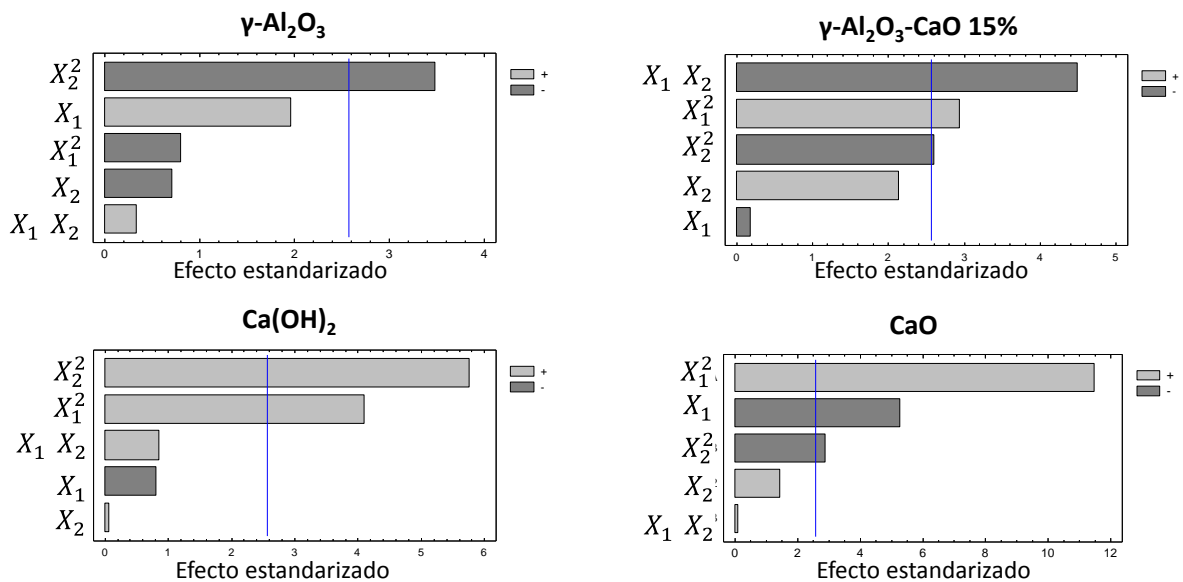 γ-Al₂O₃
X₂²
X₁
X₁²
X₂
X₁ X₂
+
-
0 1 2 3 4
Efecto estandarizado
γ-Al₂O₃-CaO 15%
X₁ X₂
X₁²
X₂²
X₂
X₁
+
-
0 1 2 3 4 5
Efecto estandarizado
Ca(OH)₂
X₂²
X₁²
X₁ X₂
X₁
X₂
+
-
0 1 2 3 4 5 6
Efecto estandarizado
CaO
X₁²
X₁
X₂²
X₂
X₁ X₂
+
-
0 2 4 6 8 10 12
Efecto estandarizado